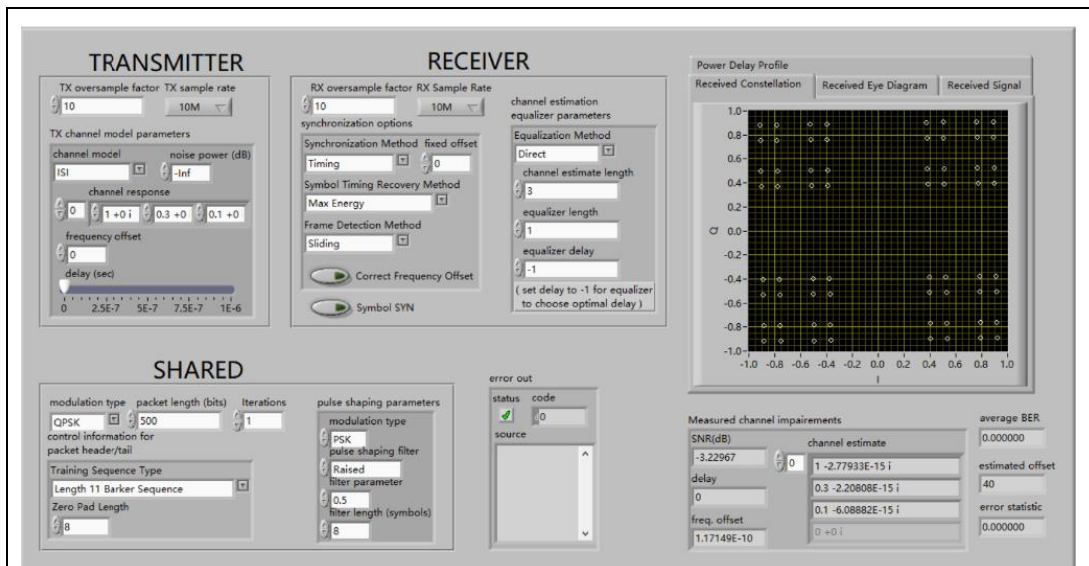 TRANSMITTER
TX oversample factor TX sample rate
10 10M
TX channel model parameters
channel model noise power (dB)
ISI -Inf
channel response
0 1 +0 i 0.3 +0 0.1 +0
frequency offset
0
delay (sec)
0 2.5E-7 5E-7 7.5E-7 1E-6
RECEIVER
RX oversample factor RX Sample Rate
10 10M
synchronization options
Synchronization Method fixed offset
Timing 0
Symbol Timing Recovery Method
Max Energy
Frame Detection Method
Sliding
Correct Frequency Offset
Symbol SYN
channel estimation
equalizer parameters
Equalization Method
Direct
channel estimate length
3
equalizer length
1
equalizer delay
-1
( set delay to -1 for equalizer
to choose optimal delay )
Power Delay Profile
Received Constellation Received Eye Diagram Received Signal
1.0
0.8
0.6
0.4
0.2
0.0
-0.2
-0.4
-0.6
-0.8
-1.0
Q
-1.0 -0.8 -0.6 -0.4 -0.2 0.0 0.2 0.4 0.6 0.8 1.0
I
SHARED
modulation type packet length (bits) Iterations
QPSK 500 1
control information for
packet header/tail
Training Sequence Type
Length 11 Barker Sequence
Zero Pad Length
8
pulse shaping parameters
modulation type
PSK
pulse shaping filter
Raised
filter parameter
0.5
filter length (symbols)
8
error out
status code
0
source
Measured channel impairements
SNR(dB)
-3.22967
delay
0
freq. offset
1.17149E-10
channel estimate
0
1 -2.77933E-15 i
0.3 -2.20808E-15 i
0.1 -6.08882E-15 i
0 +0 i
average BER
0.000000
estimated offset
40
error statistic
0.000000